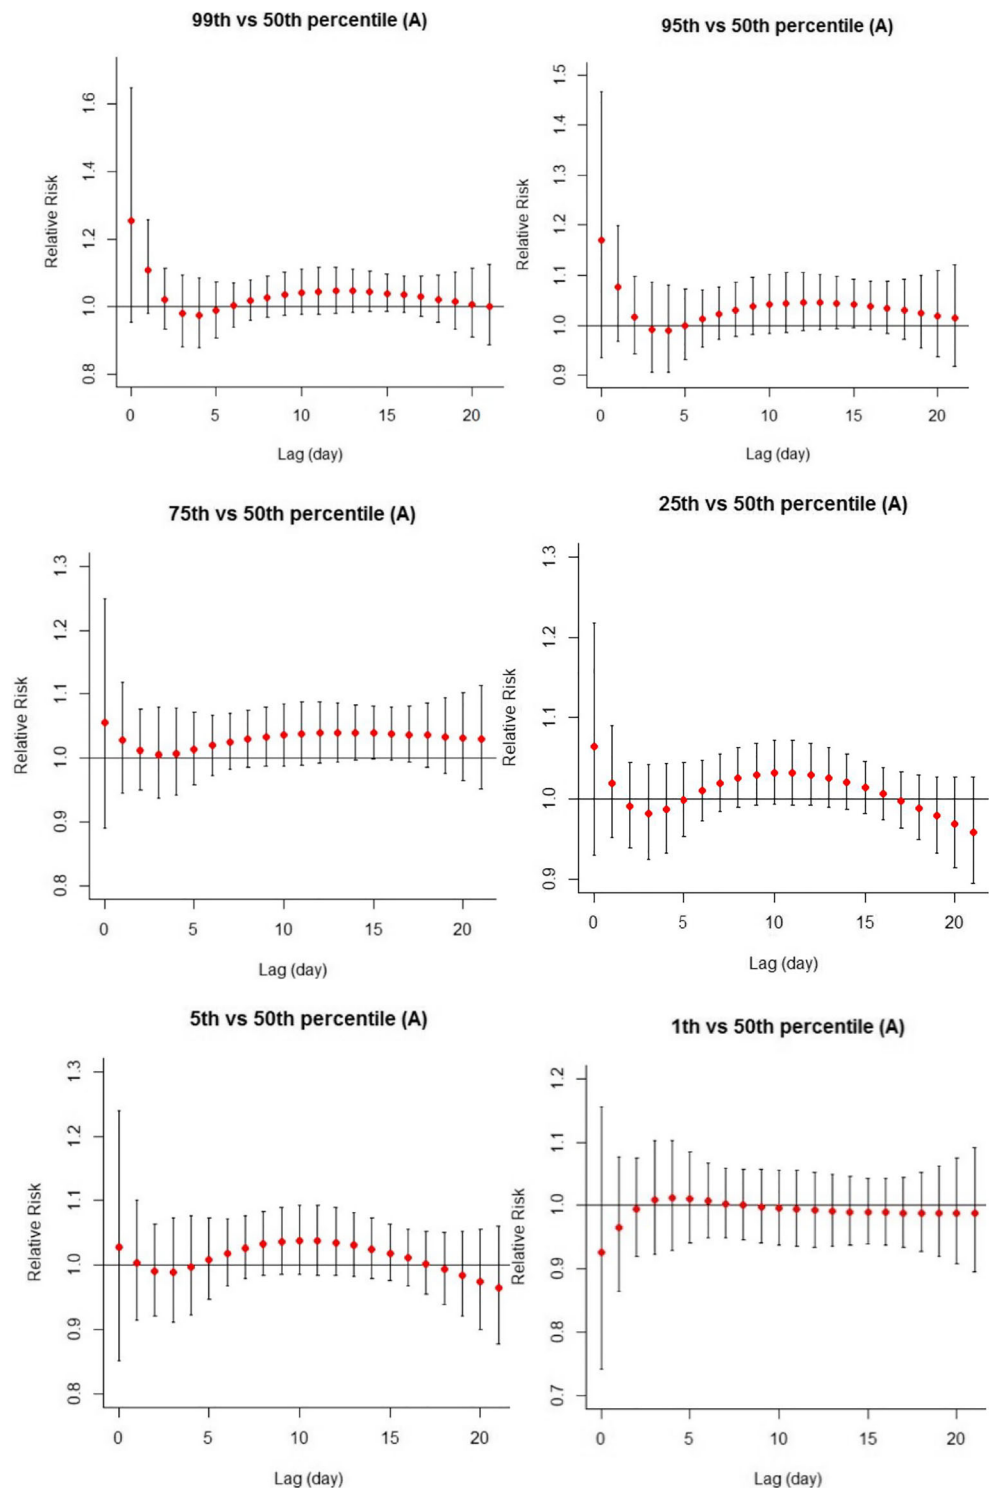 99th vs 50th percentile (A)
Relative Risk
1.6
1.4
1.2
1.0
0.8
0 5 10 15 20
Lag (day)
95th vs 50th percentile (A)
Relative Risk
1.5
1.4
1.3
1.2
1.1
1.0
0.9
0 5 10 15 20
Lag (day)
75th vs 50th percentile (A)
Relative Risk
1.3
1.2
1.1
1.0
0.9
0.8
0 5 10 15 20
Lag (day)
25th vs 50th percentile (A)
Relative Risk
1.3
1.2
1.1
1.0
0.9
0 5 10 15 20
Lag (day)
5th vs 50th percentile (A)
Relative Risk
1.3
1.2
1.1
1.0
0.9
0.8
0 5 10 15 20
Lag (day)
1th vs 50th percentile (A)
Relative Risk
1.2
1.1
1.0
0.9
0.8
0.7
0 5 10 15 20
Lag (day)